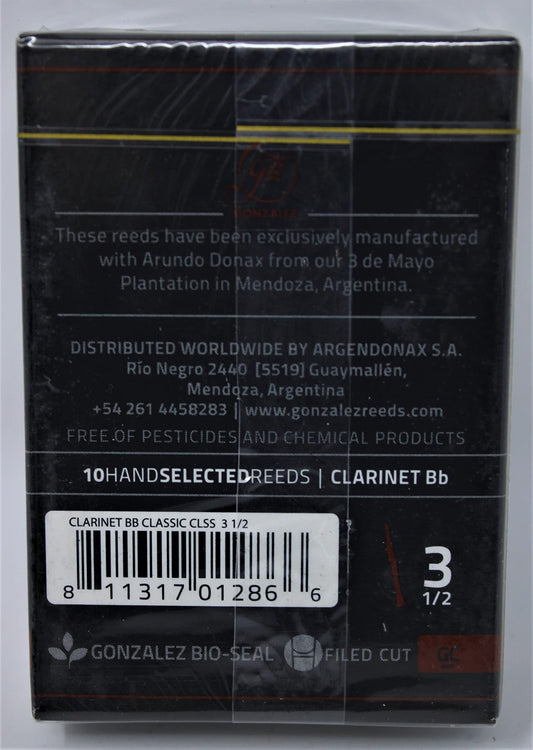 GONZALEZ
These reeds have been exclusively manufactured
with Arundo Donax from our 3 de Mayo
Plantation in Mendoza, Argentina.
DISTRIBUTED WORLDWIDE BY ARGENDONAX S.A.
Río Negro 2440 [5519] Guaymallén,
Mendoza, Argentina
+54 261 4458283 | www.gonzalezreeds.com
FREE OF PESTICIDES AND CHEMICAL PRODUCTS
10HANDSELECTEDREEDS | CLARINET Bb
CLARINET BB CLASSIC CLSS 3 1/2
8 11317 01286 6
3
1/2
GONZALEZ BIO-SEAL FILED CUT